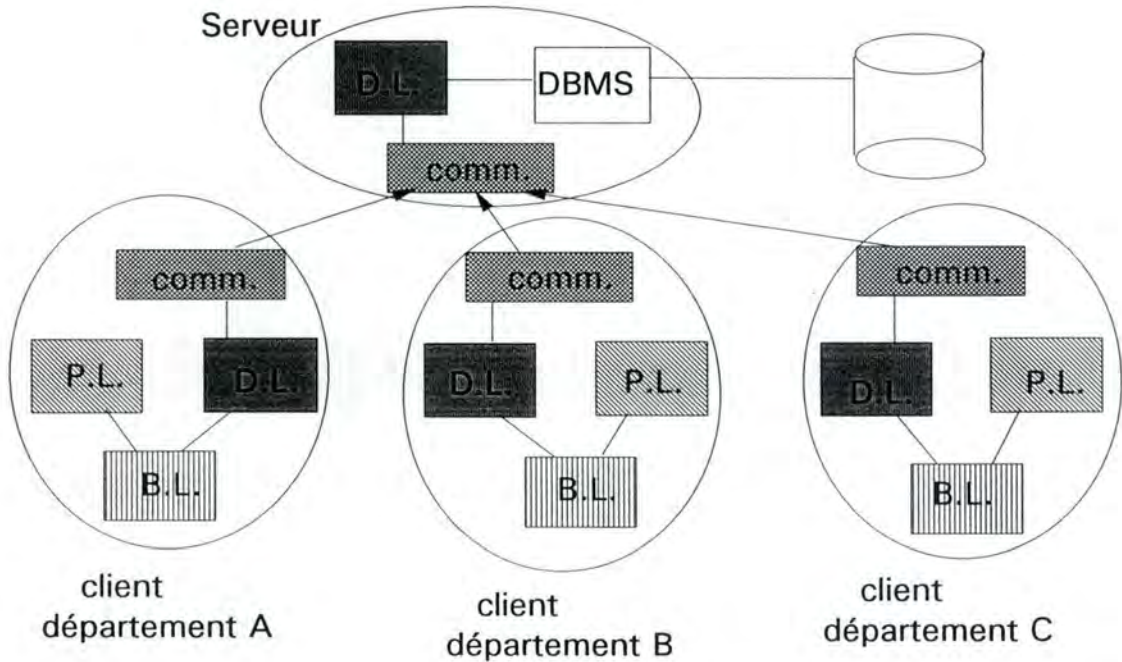 Serveur
D.L.
DBMS
comm.
comm.
P.L.
D.L.
B.L.
client
département A
comm.
D.L.
P.L.
B.L.
client
département B
comm.
D.L.
P.L.
B.L.
client
département C